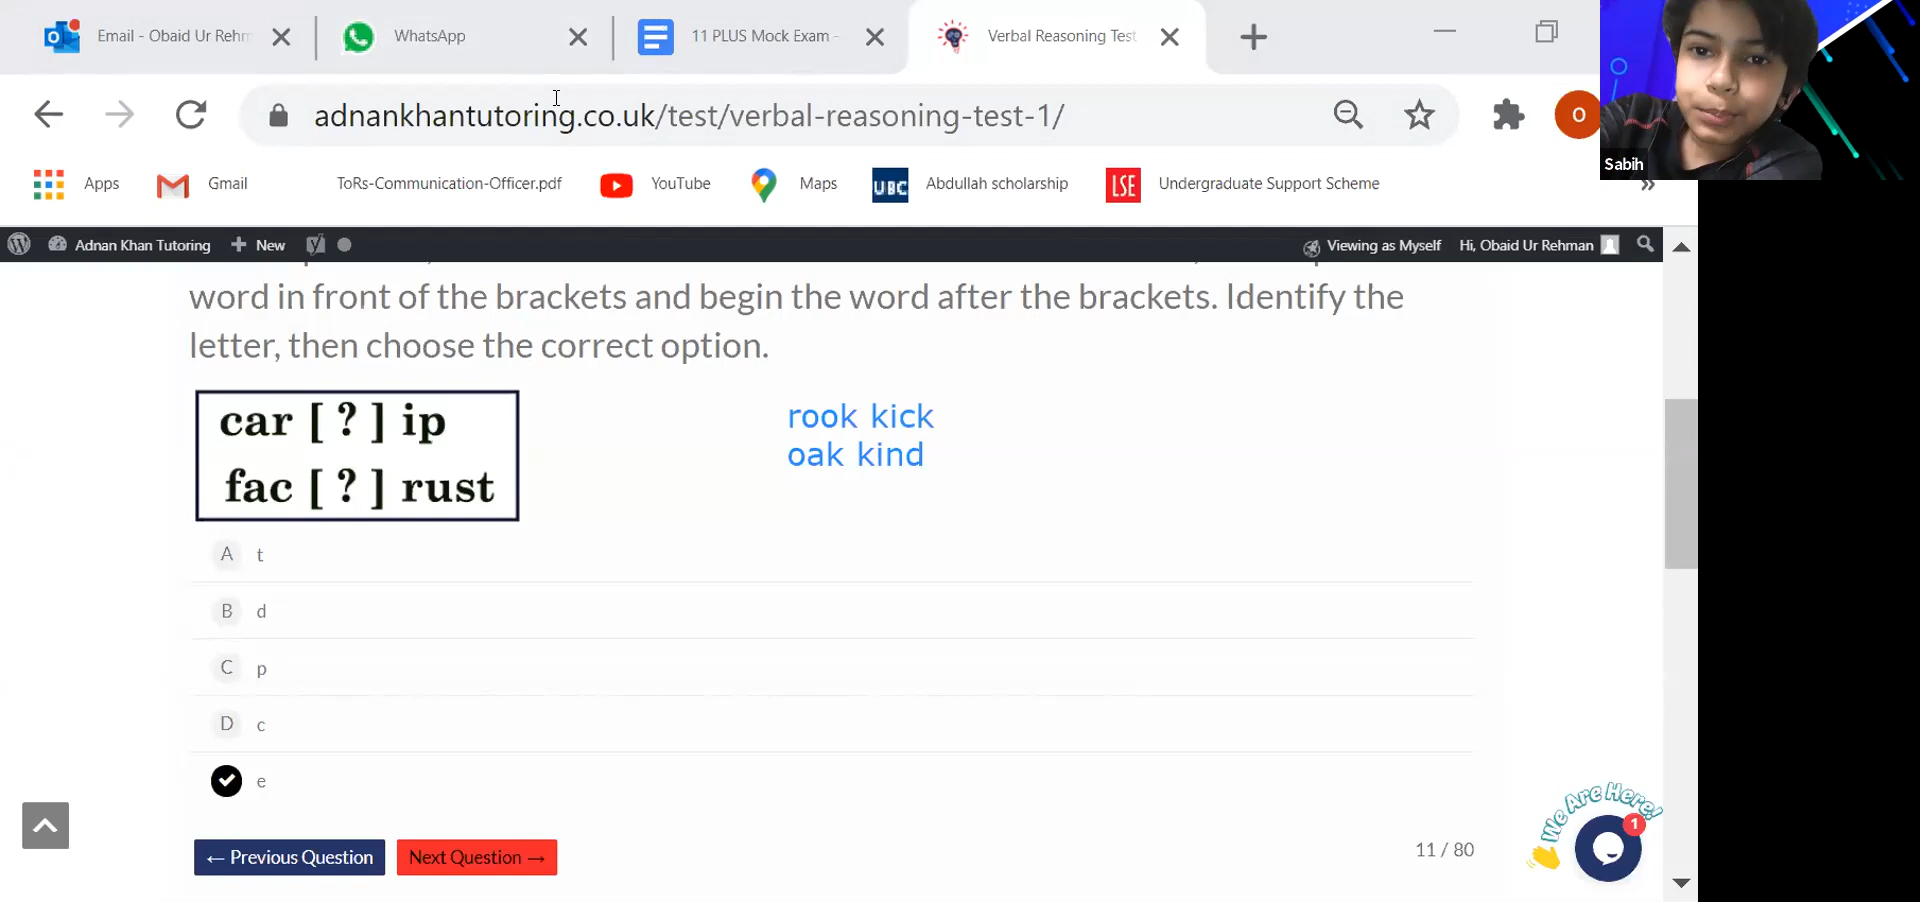 Email - Obaid Ur Rehm
WhatsApp
11 PLUS Mock Exam -
Verbal Reasoning Test
adnankhantutoring.co.uk/test/verbal-reasoning-test-1/
O
Sabih
Apps
Gmail
ToRs-Communication-Officer.pdf
YouTube
Maps
UBC
Abdullah scholarship
LSE
Undergraduate Support Scheme
»
Adnan Khan Tutoring
+ New
Viewing as Myself
Hi, Obaid Ur Rehman
word in front of the brackets and begin the word after the brackets. Identify the
letter, then choose the correct option.
car [ ? ] ip
fac [ ? ] rust
rook kick
oak kind
A t
B d
C p
D c
e
← Previous Question
Next Question →
11 / 80
We Are Here!
1